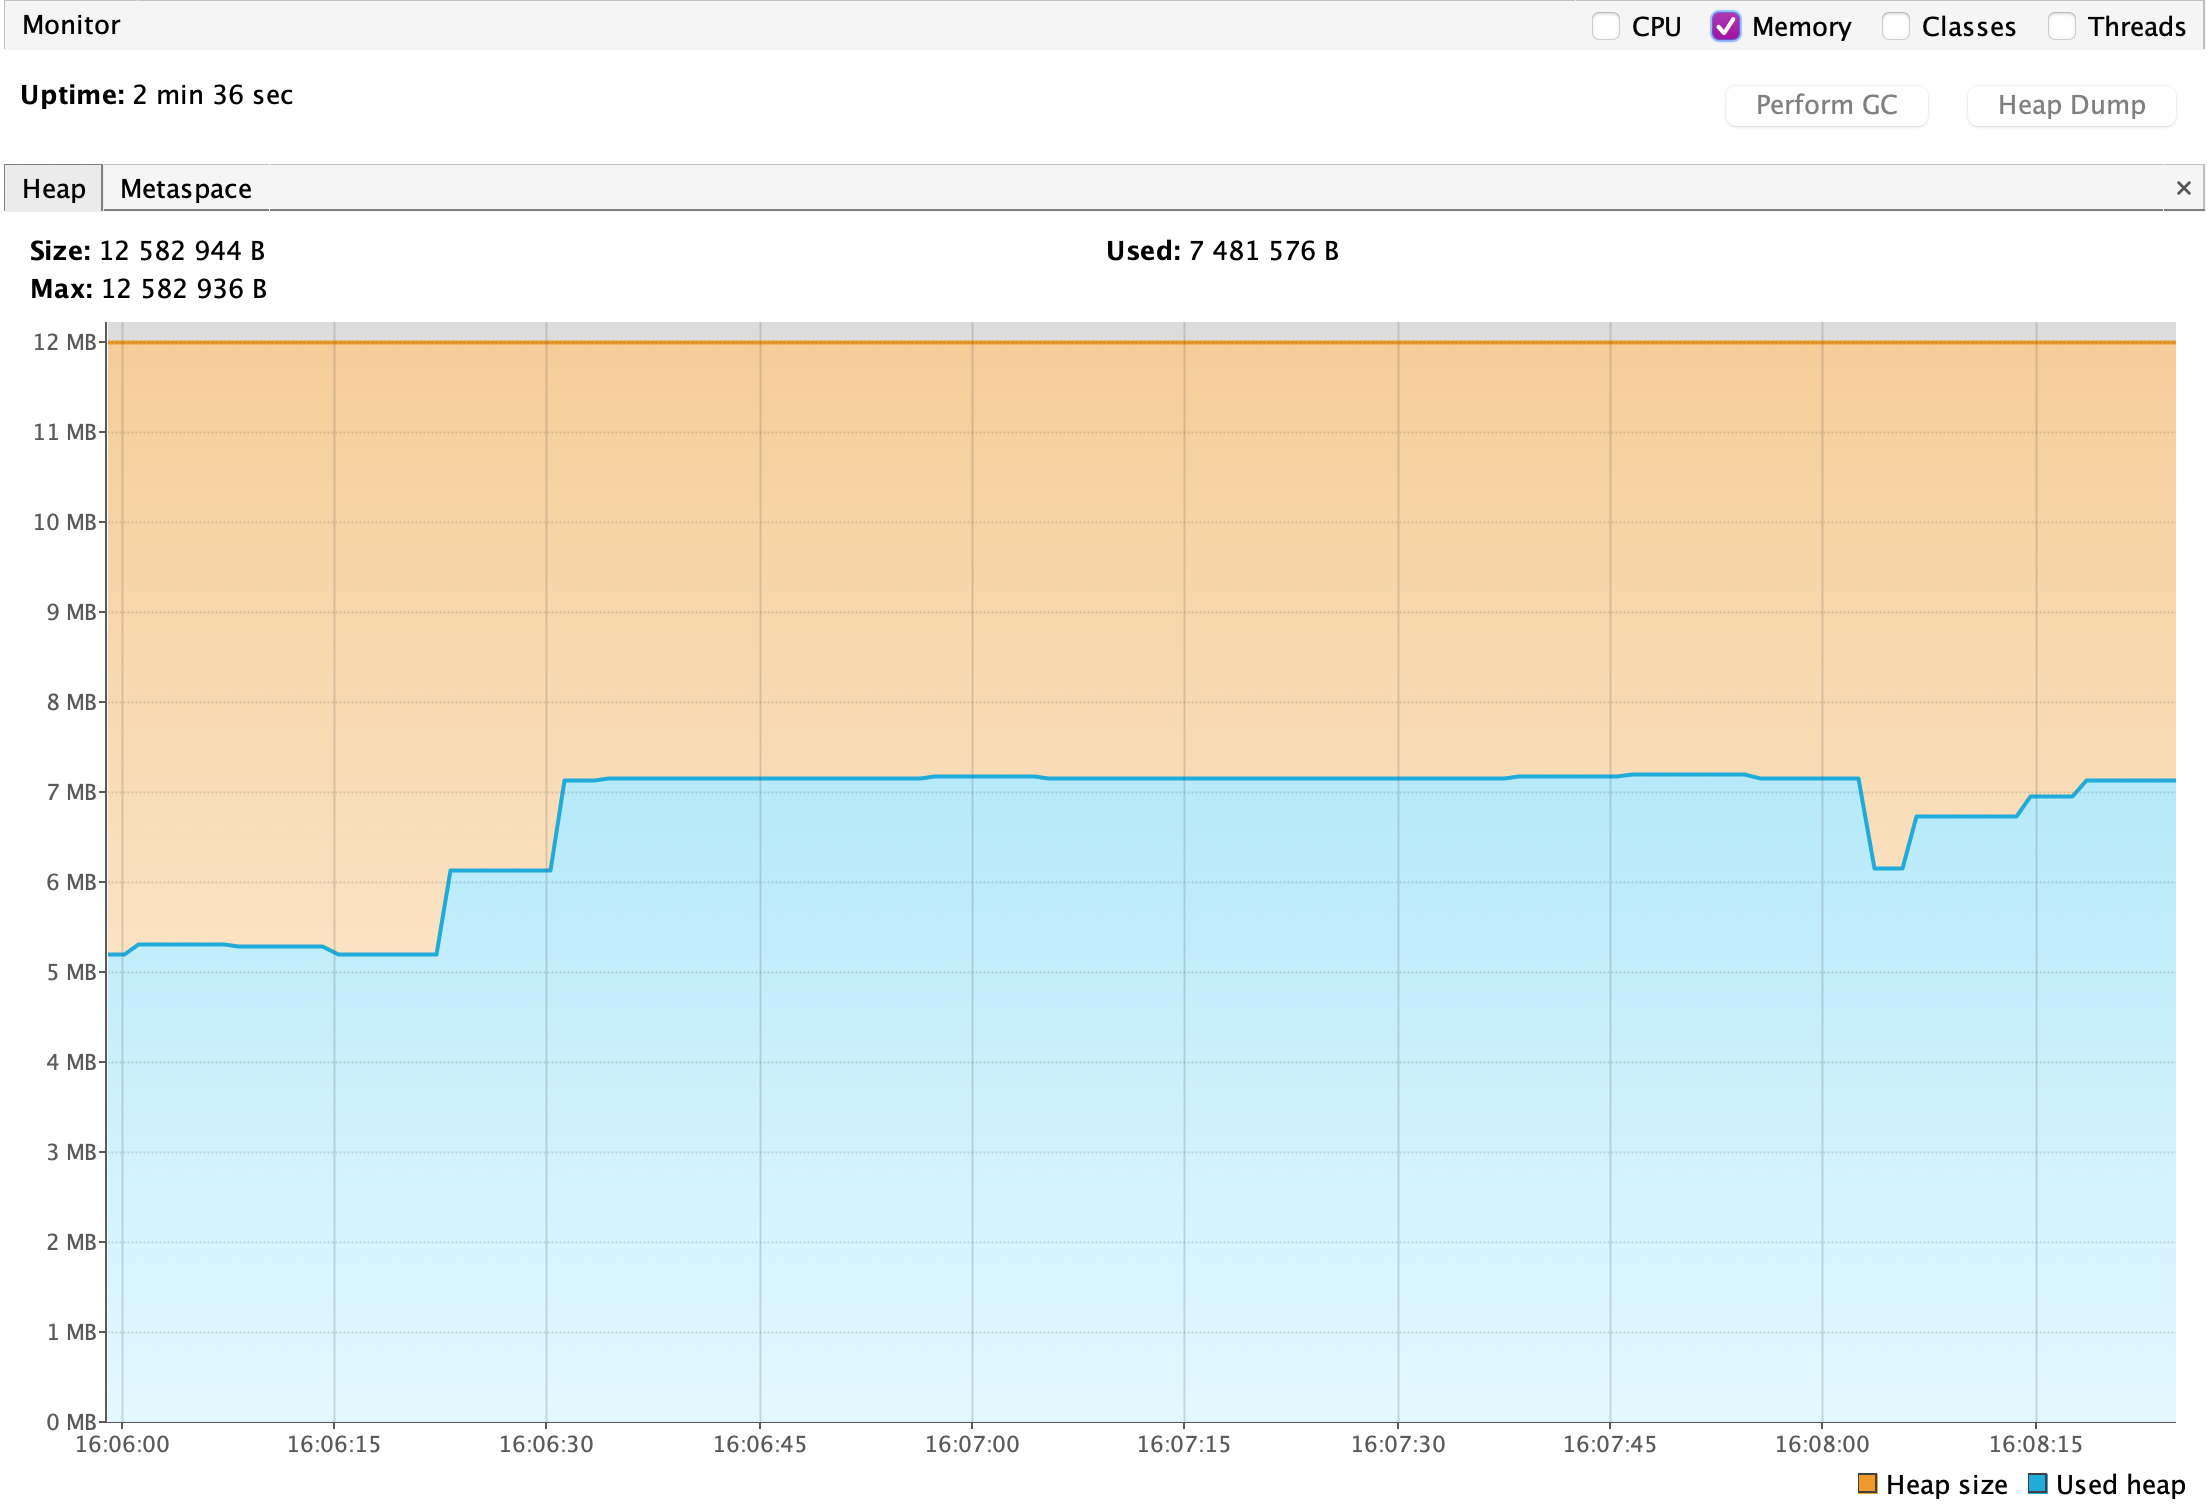 Monitor
CPU Memory Classes Threads
Uptime: 2 min 36 sec
Perform GC Heap Dump
Heap Metaspace ×
Size: 12 582 944 B Used: 7 481 576 B
Max: 12 582 936 B
12 MB
11 MB
10 MB
9 MB
8 MB
7 MB
6 MB
5 MB
4 MB
3 MB
2 MB
1 MB
0 MB
16:06:00 16:06:15 16:06:30 16:06:45 16:07:00 16:07:15 16:07:30 16:07:45 16:08:00 16:08:15
Heap size Used heap